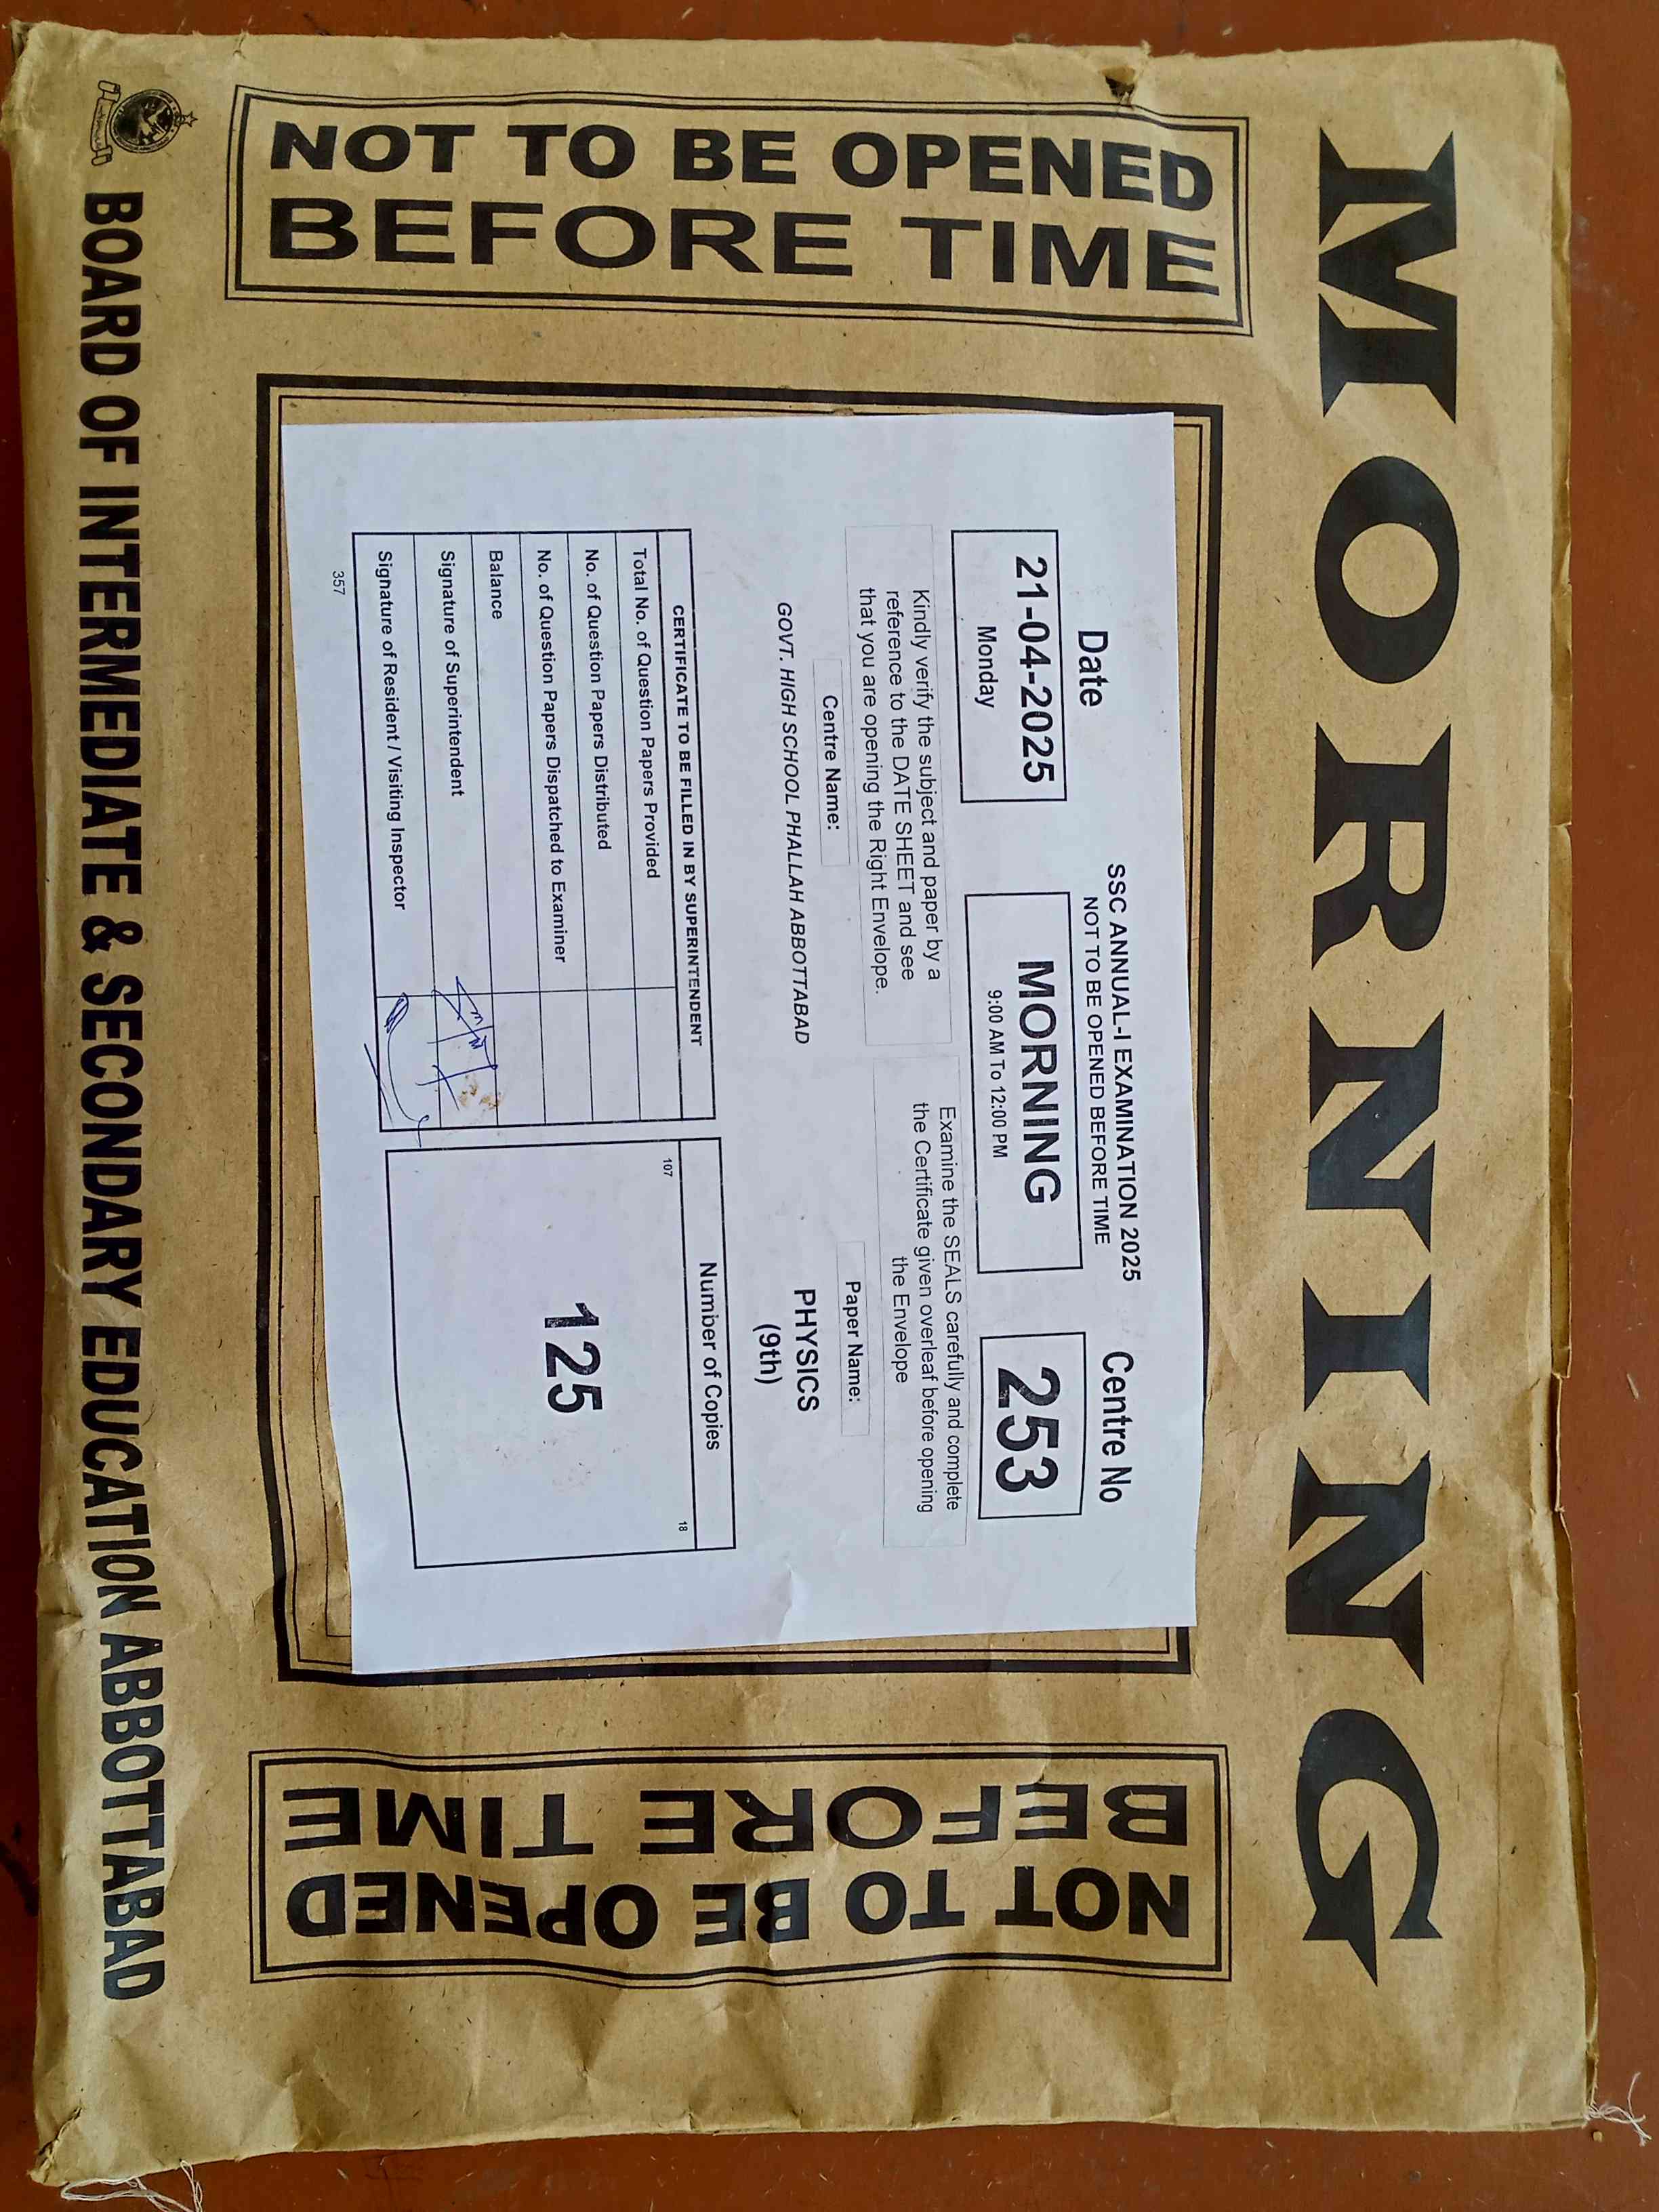 MORNING
NOT TO BE OPENED
BEFORE TIME
SSC ANNUAL-I EXAMINATION 2025
NOT TO BE OPENED BEFORE TIME
Date
21-04-2025
Monday
MORNING
9:00 AM To 12:00 PM
Centre No
253
Kindly verify the subject and paper by a
reference to the DATE SHEET and see
that you are opening the Right Envelope.
Examine the SEALS carefully and complete
the Certificate given overleaf before opening
the Envelope
Centre Name:
GOVT. HIGH SCHOOL PHALLAH ABBOTTABAD
Paper Name:
PHYSICS
(9th)
CERTIFICATE TO BE FILLED IN BY SUPERINTENDENT
Total No. of Question Papers Provided
No. of Question Papers Distributed
No. of Question Papers Dispatched to Examiner
Balance
Signature of Superintendent
Signature of Resident / Visiting Inspector
357
Number of Copies
107
18
125
NOT TO BE OPENED
BEFORE TIME
BOARD OF INTERMEDIATE & SECONDARY EDUCATION ABBOTTABAD